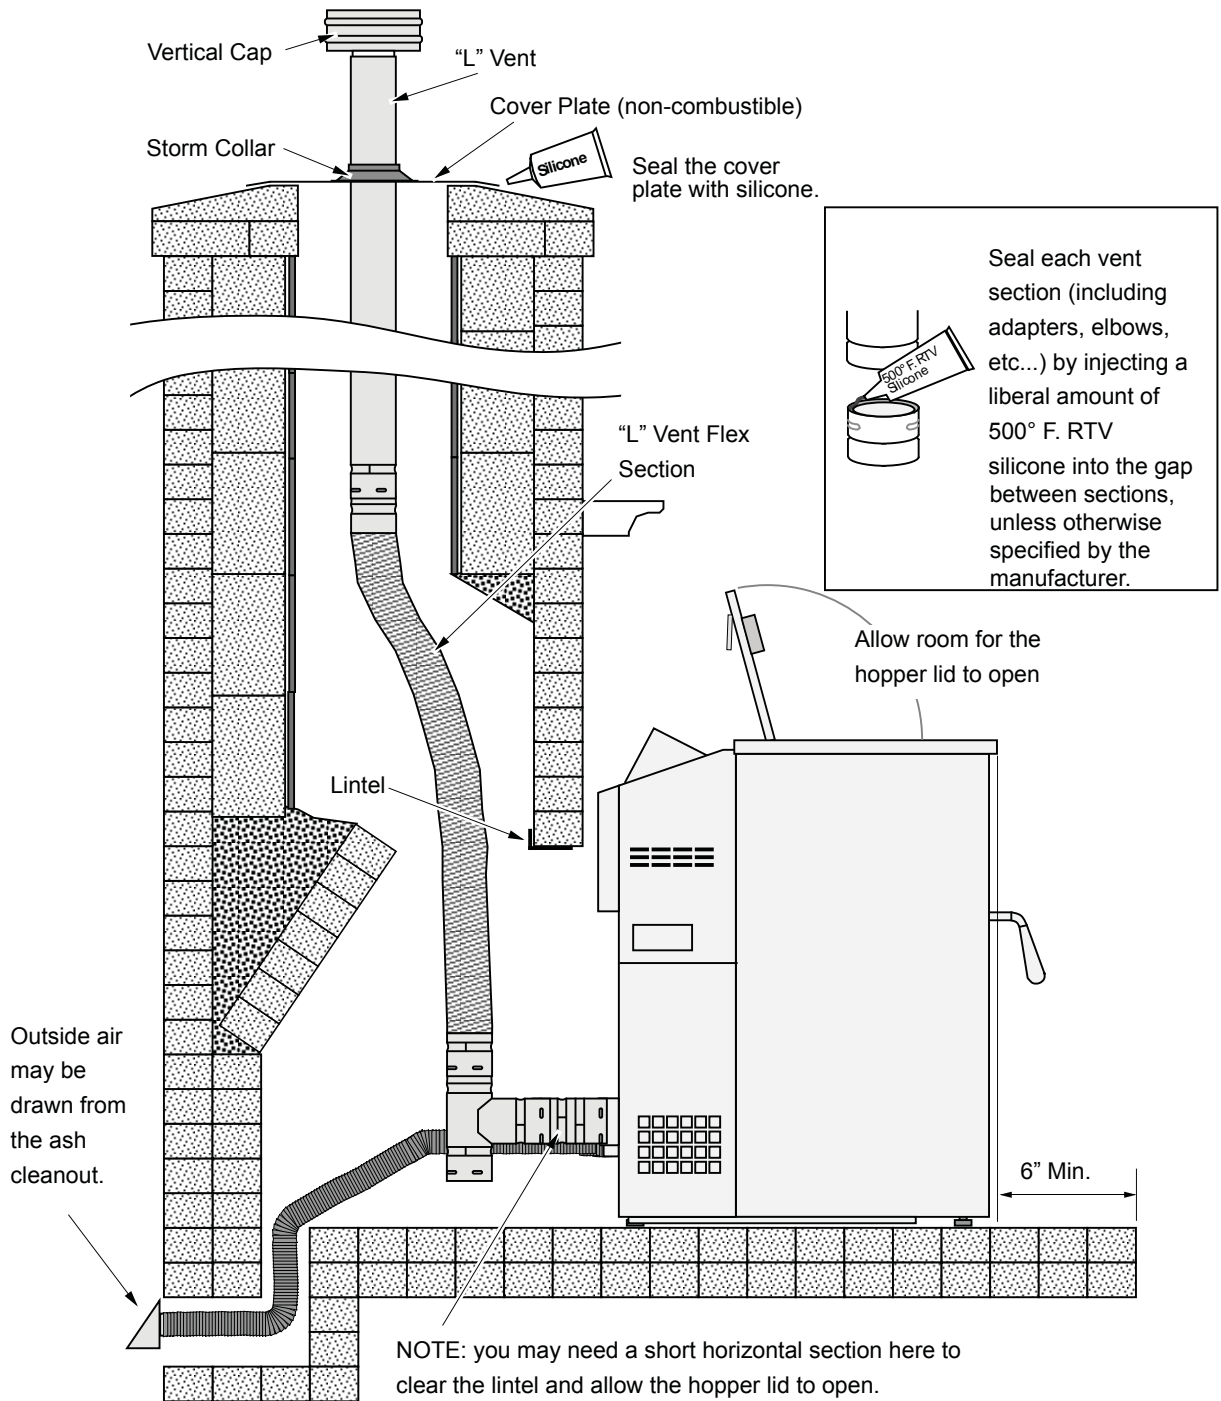 Vertical Cap
“L” Vent
Cover Plate (non-combustible)
Storm Collar
Silicone
Seal the cover
plate with silicone.
Seal each vent
section (including
adapters, elbows,
etc...) by injecting a
liberal amount of
500° F. RTV
silicone into the gap
between sections,
unless otherwise
specified by the
manufacturer.
500° F. RTV
Silicone
“L” Vent Flex
Section
Allow room for the
hopper lid to open
Lintel
Outside air
may be
drawn from
the ash
cleanout.
6” Min.
NOTE: you may need a short horizontal section here to
clear the lintel and allow the hopper lid to open.